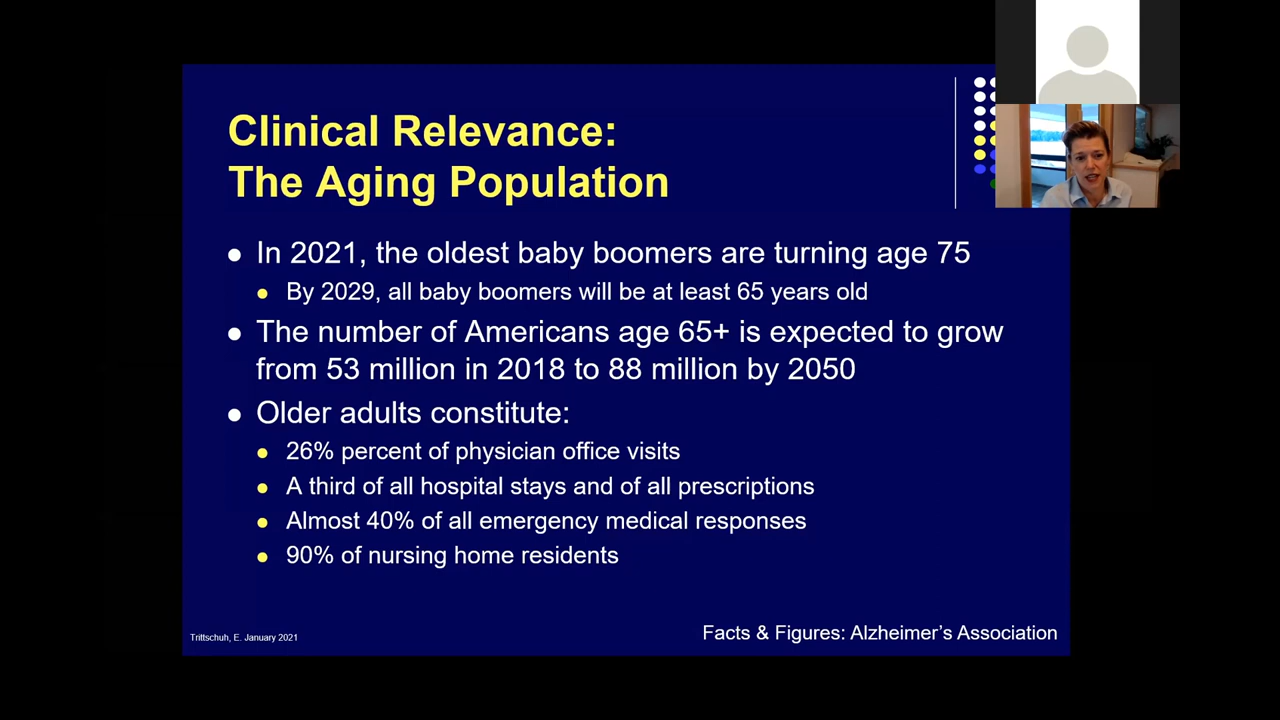 Clinical Relevance:
The Aging Population
In 2021, the oldest baby boomers are turning age 75
By 2029, all baby boomers will be at least 65 years old
The number of Americans age 65+ is expected to grow
from 53 million in 2018 to 88 million by 2050
Older adults constitute:
26% percent of physician office visits
A third of all hospital stays and of all prescriptions
Almost 40% of all emergency medical responses
90% of nursing home residents
Trittschuh, E. January 2021
Facts & Figures: Alzheimer’s Association